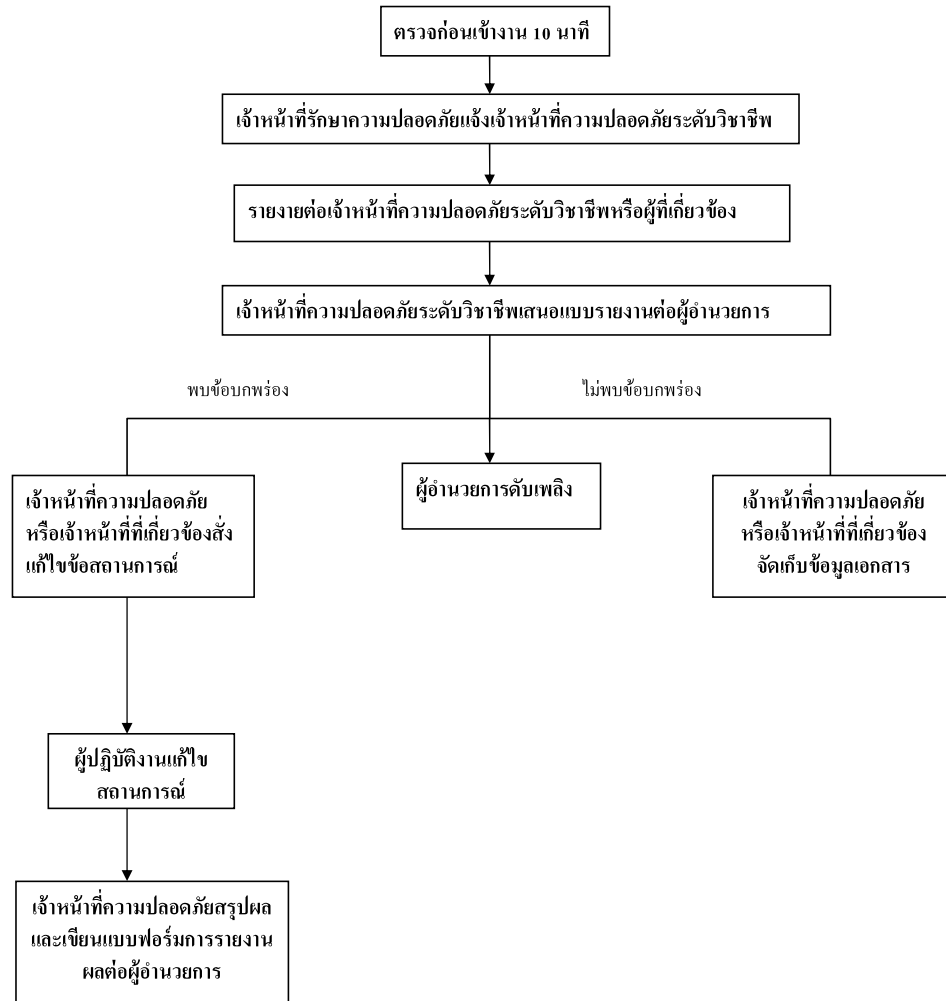 ตรวจก่อนเข้างาน 10 นาที
เจ้าหน้าที่รักษาความปลอดภัยแจ้งเจ้าหน้าที่ความปลอดภัยระดับวิชาชีพ
รายงายต่อเจ้าหน้าที่ความปลอดภัยระดับวิชาชีพหรือผู้ที่เกี่ยวข้อง
เจ้าหน้าที่ความปลอดภัยระดับวิชาชีพเสนอแบบรายงานต่อผู้อำนวยการ
พบข้อบกพร่อง
ไม่พบข้อบกพร่อง
เจ้าหน้าที่ความปลอดภัย
หรือเจ้าหน้าที่ที่เกี่ยวข้องสั่ง
แก้ไขข้อสถานการณ์
ผู้อำนวยการดับเพลิง
เจ้าหน้าที่ความปลอดภัย
หรือเจ้าหน้าที่ที่เกี่ยวข้อง
จัดเก็บข้อมูลเอกสาร
ผู้ปฏิบัติงานแก้ไข
สถานการณ์
เจ้าหน้าที่ความปลอดภัยสรุปผล
และเขียนแบบฟอร์มการรายงาน
ผลต่อผู้อำนวยการ